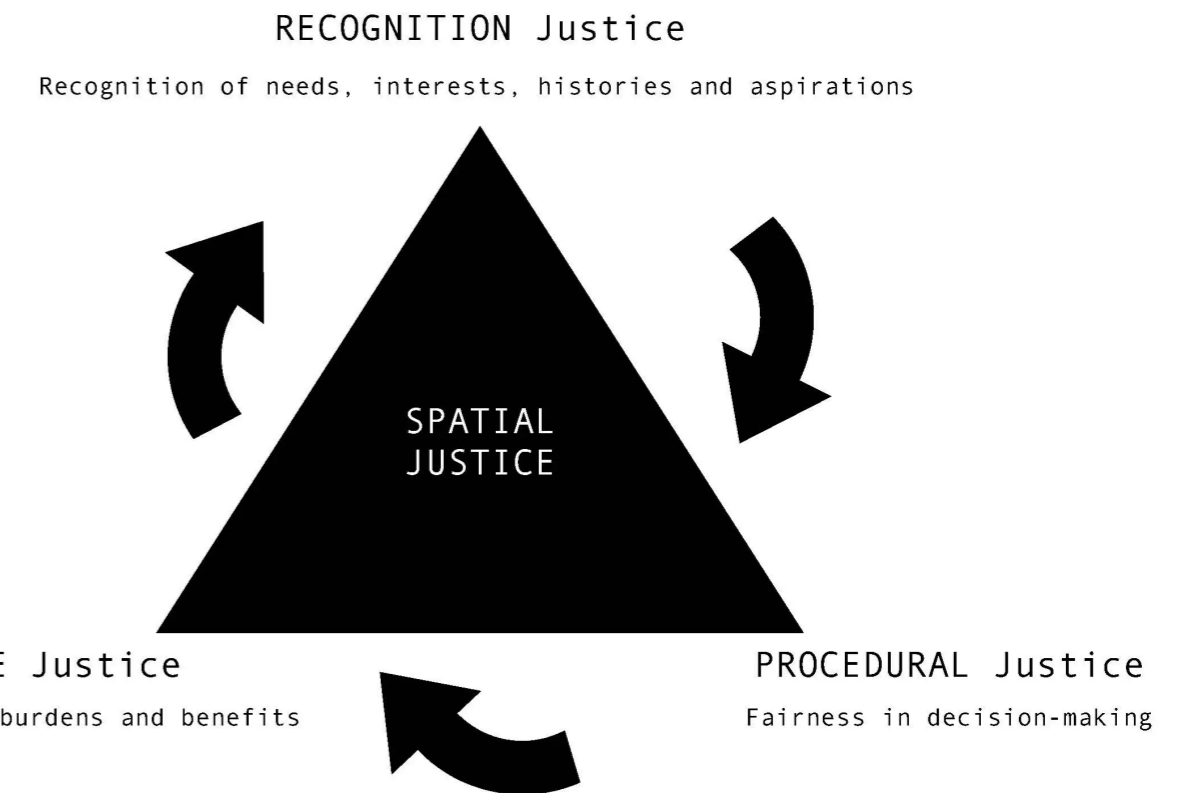 RECOGNITION Justice
Recognition of needs, interests, histories and aspirations
SPATIAL
JUSTICE
E Justice
burdens and benefits
PROCEDURAL Justice
Fairness in decision-making